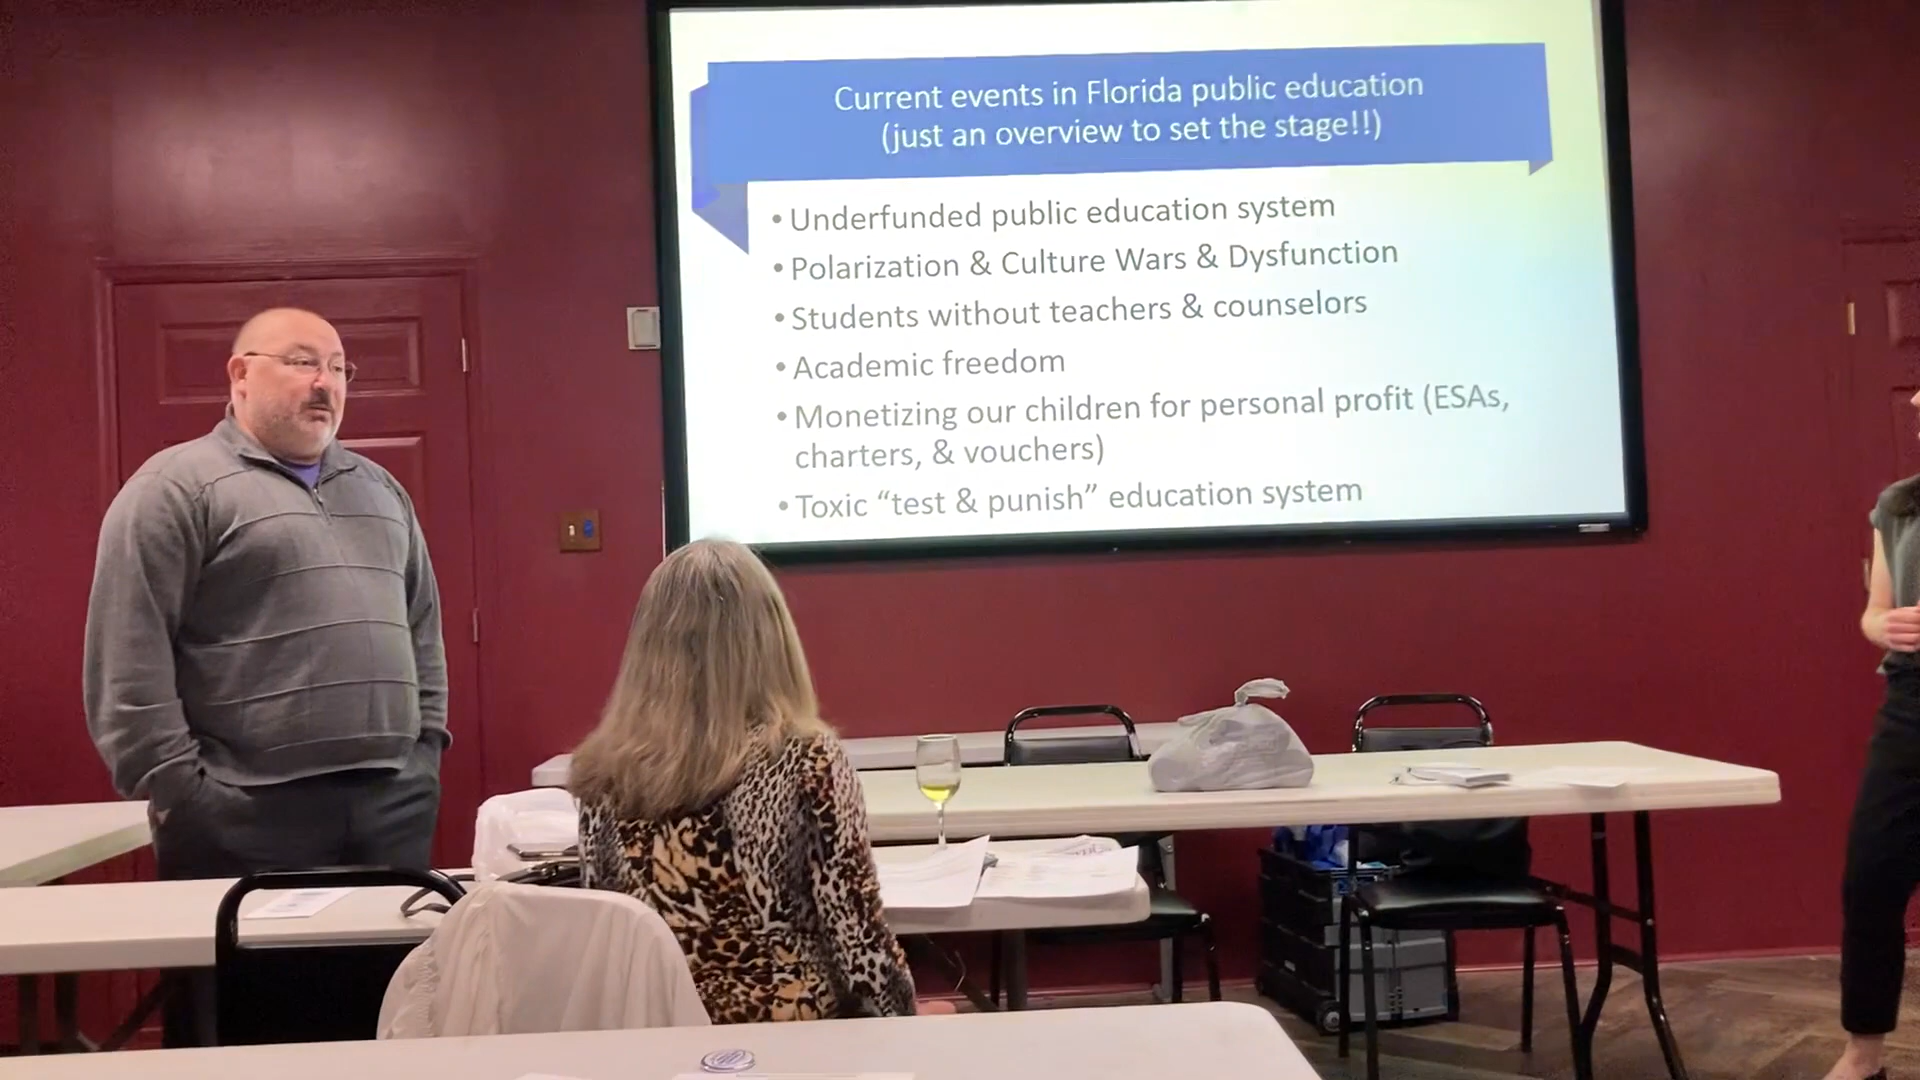 Current events in Florida public education
(just an overview to set the stage!!)
• Underfunded public education system
• Polarization & Culture Wars & Dysfunction
• Students without teachers & counselors
• Academic freedom
• Monetizing our children for personal profit (ESAs,
charters, & vouchers)
• Toxic “test & punish” education system